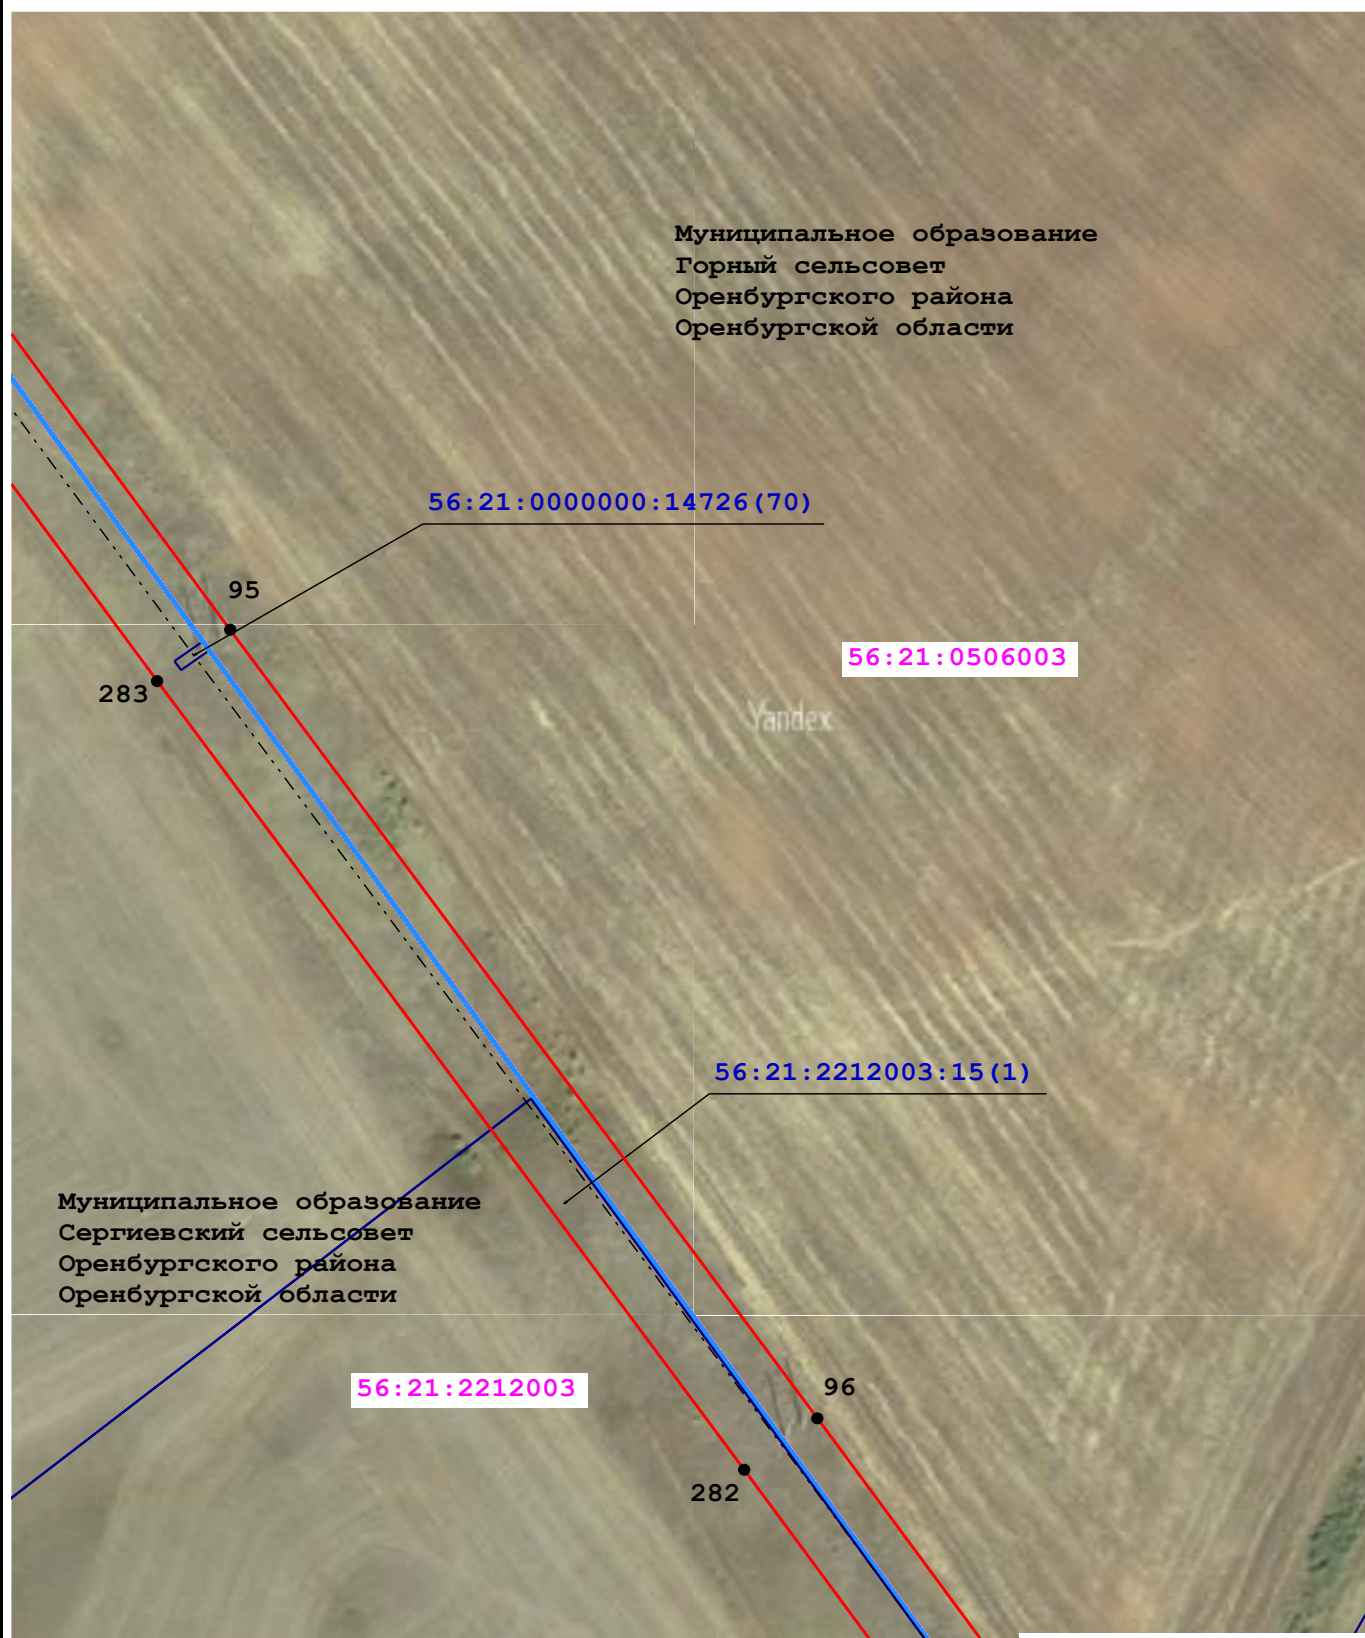 Муниципальное образование
Горный сельсовет
Оренбургского района
Оренбургской области
56:21:0000000:14726(70)
95
56:21:0506003
283
Yandex
56:21:2212003:15(1)
Муниципальное образование
Сергиевский сельсовет
Оренбургского района
Оренбургской области
56:21:2212003
96
282